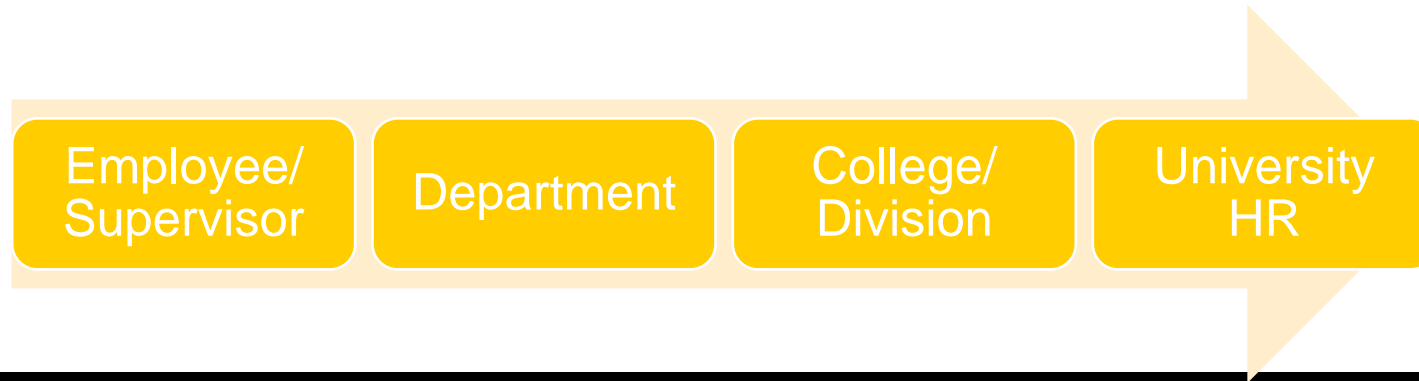 Employee/
Supervisor
Department
College/
Division
University
HR